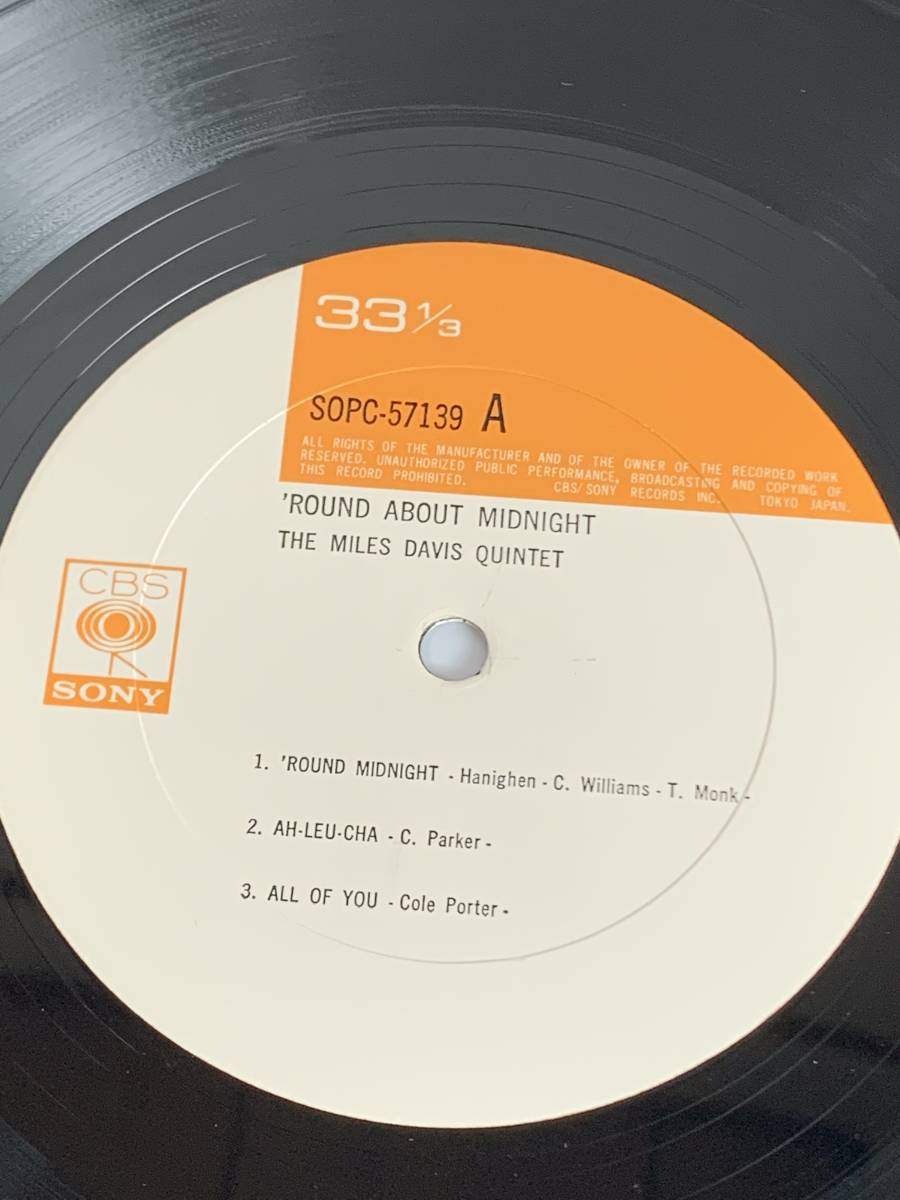 33 1/3
SOPC-57139 A
ALL RIGHTS OF THE MANUFACTURER AND OF THE OWNER OF THE RECORDED WORK
RESERVED. UNAUTHORIZED PUBLIC PERFORMANCE, BROADCASTING AND COPYING OF
THIS RECORD PROHIBITED. CBS/SONY RECORDS INC. TOKYO JAPAN.
'ROUND ABOUT MIDNIGHT
THE MILES DAVIS QUINTET
CBS
SONY
1. 'ROUND MIDNIGHT - Hanighen - C. Williams - T. Monk -
2. AH-LEU-CHA - C. Parker -
3. ALL OF YOU - Cole Porter -